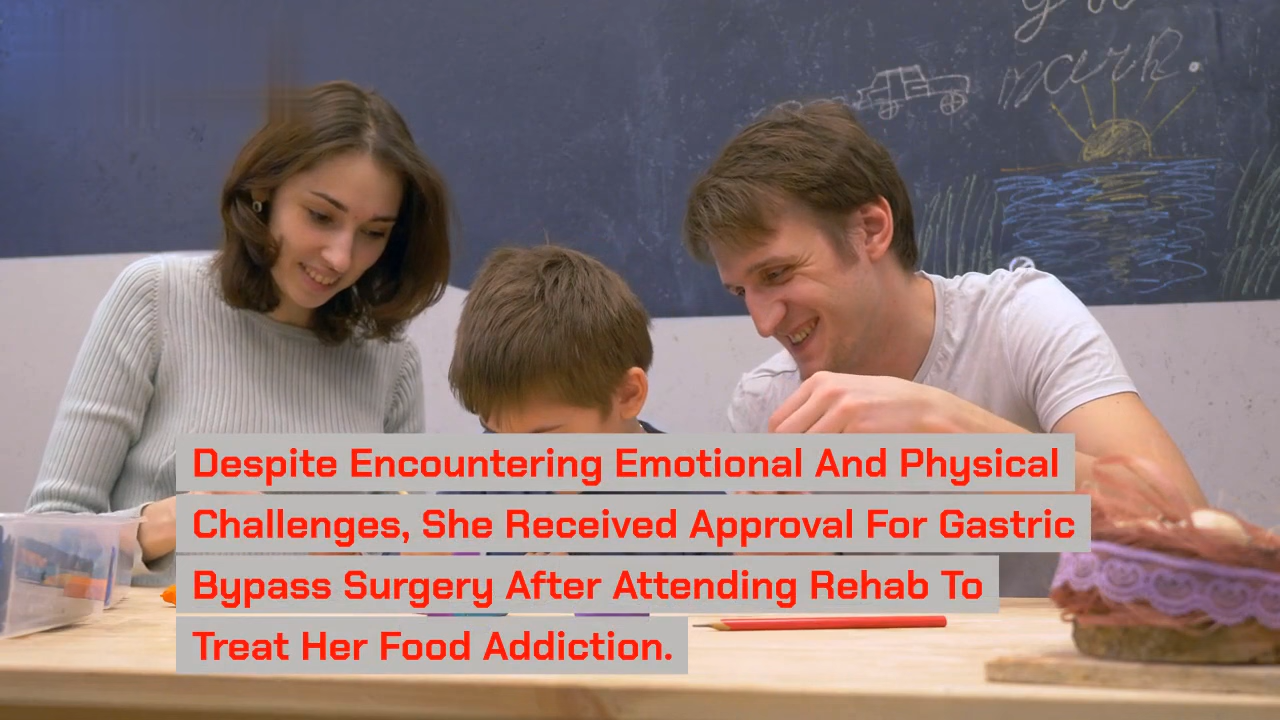 mark.
Despite Encountering Emotional And Physical
Challenges, She Received Approval For Gastric
Bypass Surgery After Attending Rehab To
Treat Her Food Addiction.